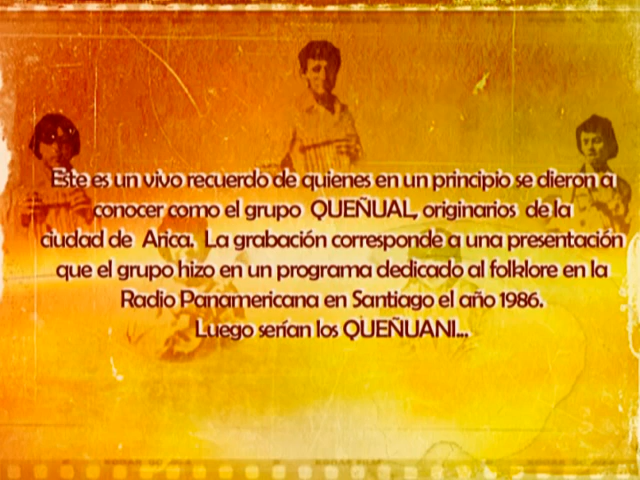 Este es un vivo recuerdo de quienes en un principio se dieron a
conocer como el grupo QUEÑUAL, originarios de la
ciudad de Arica. La grabación corresponde a una presentación
que el grupo hizo en un programa dedicado al folklore en la
Radio Panamericana en Santiago el año 1986.
Luego serían los QUEÑUANI...